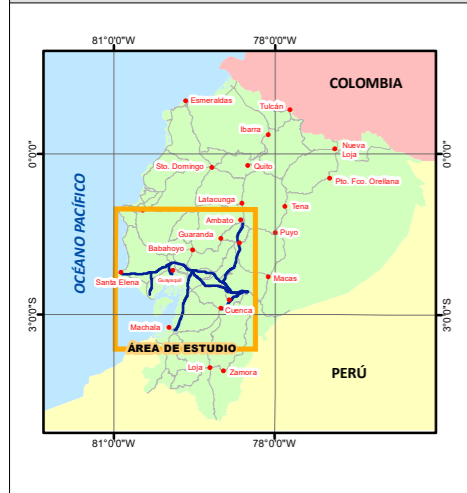 81°0'0"W 78°0'0"W
COLOMBIA
Esmeraldas
Tulcán
Ibarra
Nueva
Loja
0°0'0" 0°0'0"
Sto. Domingo Quito
Pto. Fco. Orellana
OCÉANO PACÍFICO
Latacunga
Tena
Ambato
Guaranda
Puyo
Babahoyo
Santa Elena
Guayaquil
Macas
3°0'0"S 3°0'0"S
Cuenca
Machala
ÁREA DE ESTUDIO
Loja
Zamora
PERÚ
81°0'0"W 78°0'0"W